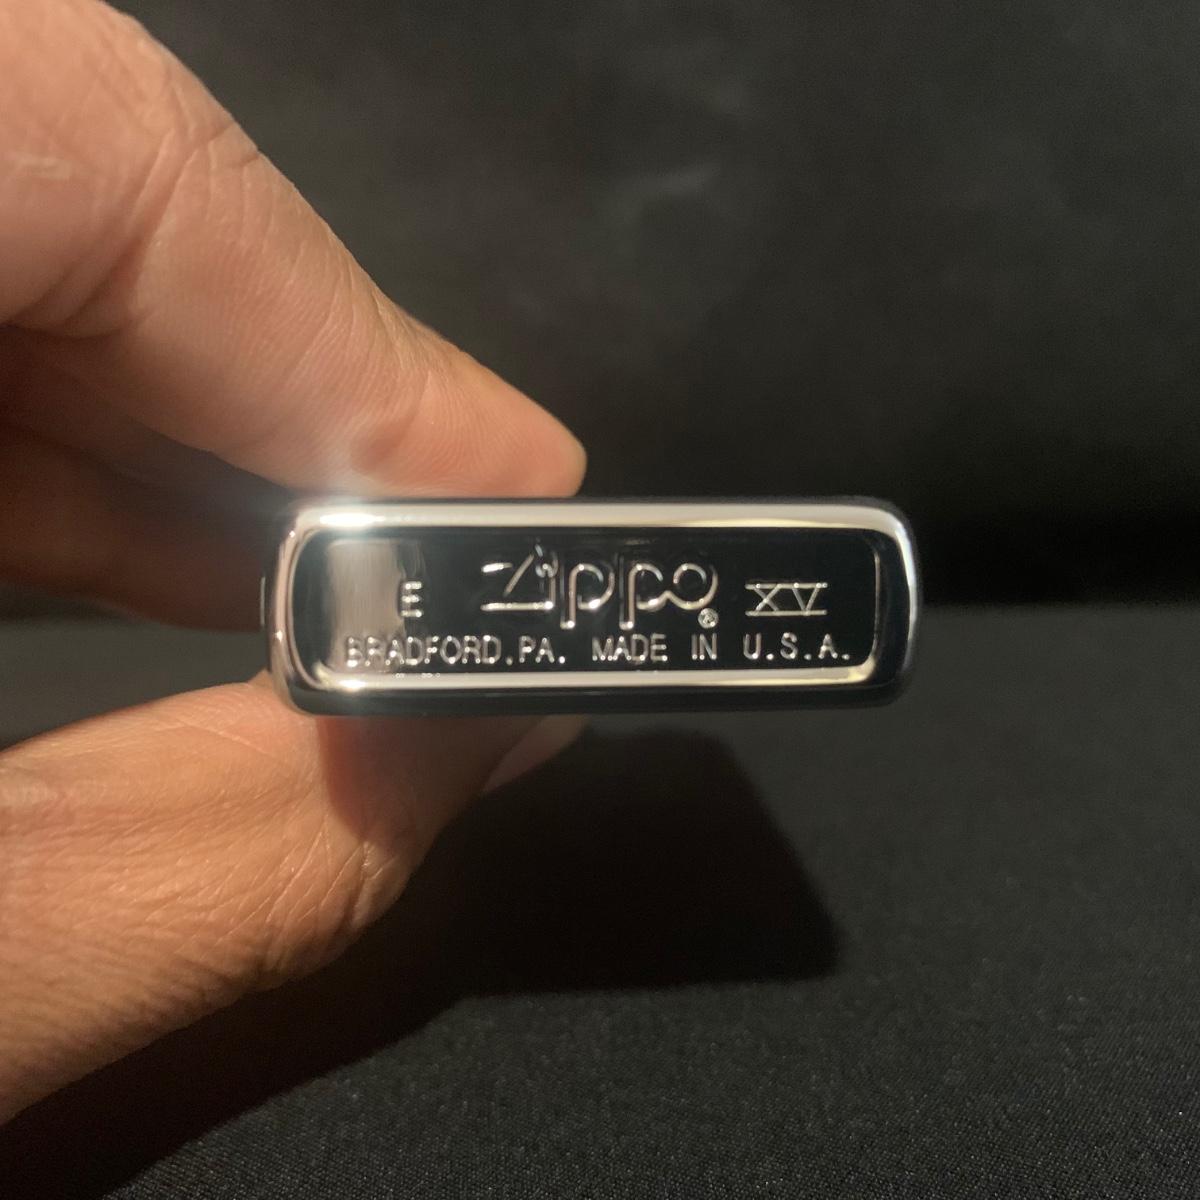 E Zippo® XV
BRADFORD,PA. MADE IN U.S.A.